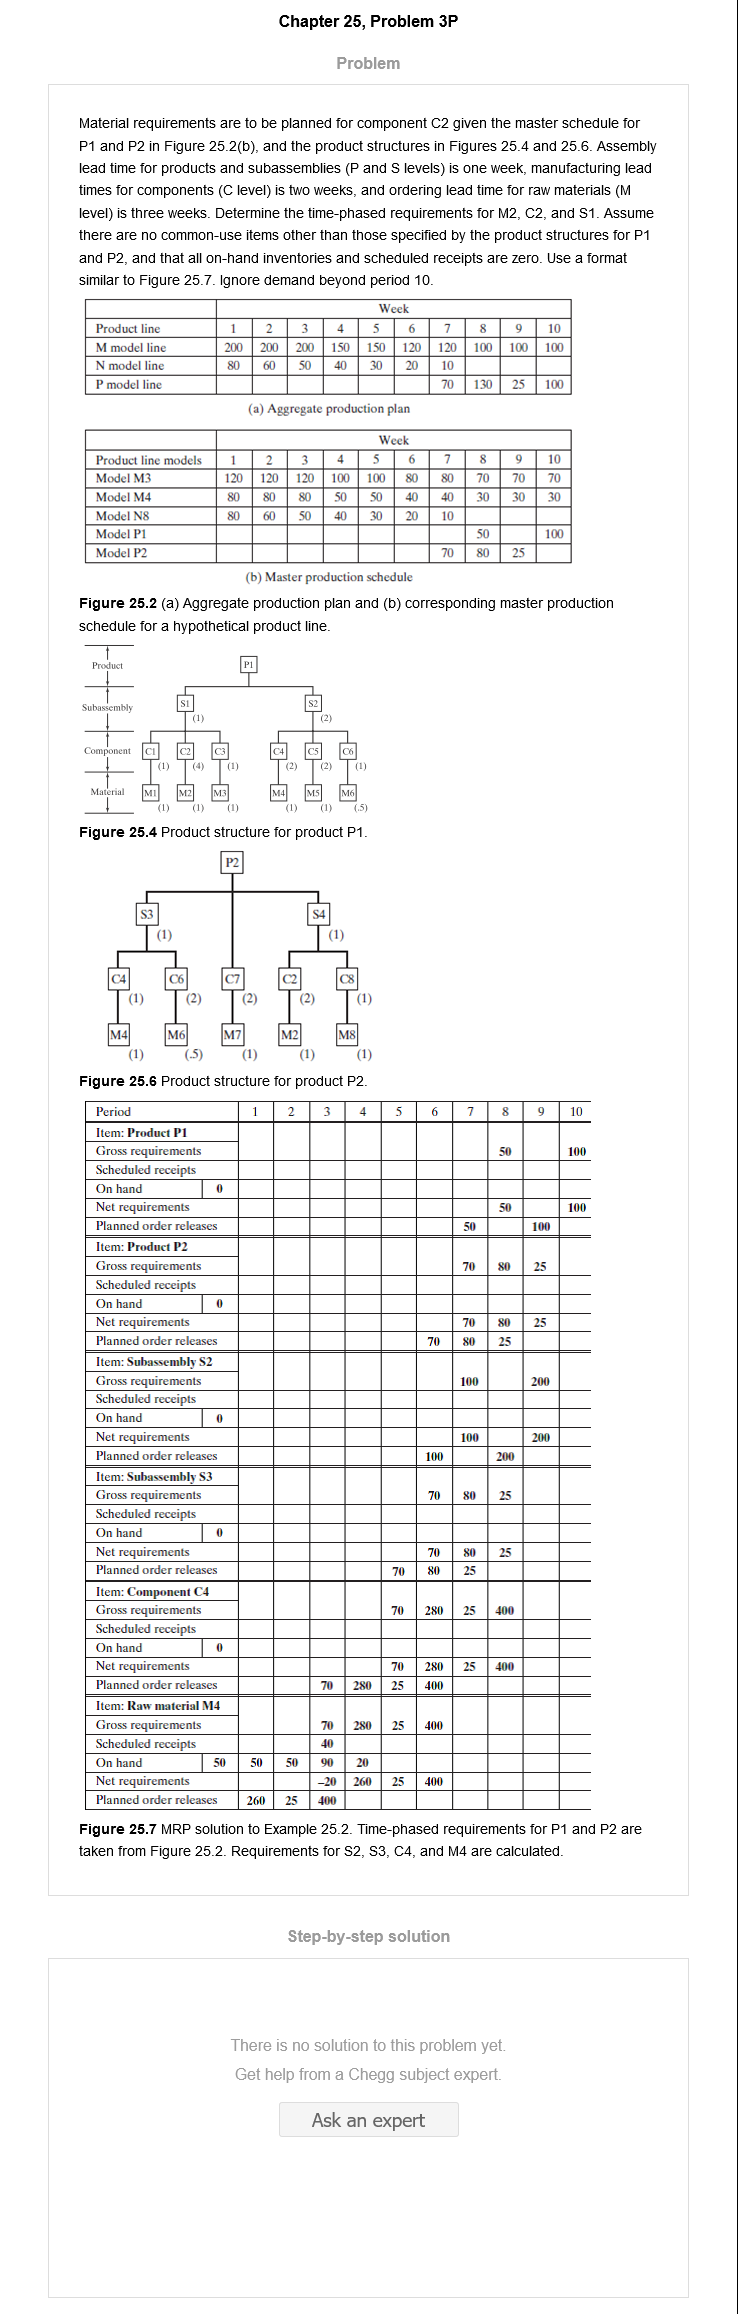 Chapter 25, Problem 3P
Problem
Material requirements are to be planned for component C2 given the master schedule for
P1 and P2 in Figure 25.2(b), and the product structures in Figures 25.4 and 25.6. Assembly
lead time for products and subassemblies (P and S levels) is one week, manufacturing lead
times for components (C level) is two weeks, and ordering lead time for raw materials (M
level) is three weeks. Determine the time-phased requirements for M2, C2, and S1. Assume
there are no common-use items other than those specified by the product structures for P1
and P2, and that all on-hand inventories and scheduled receipts are zero. Use a format
similar to Figure 25.7. Ignore demand beyond period 10.
Week
Product line 1 2 3 4 5 6 7 8 9 10
M model line 200 200 200 150 150 120 120 100 100 100
N model line 80 60 50 40 30 20 10
P model line 70 130 25 100
(a) Aggregate production plan
Week
Product line models 1 2 3 4 5 6 7 8 9 10
Model M3 120 120 120 100 100 80 80 70 70 70
Model M4 80 80 80 50 50 40 40 30 30 30
Model N8 80 60 50 40 30 20 10
Model P1 50 100
Model P2 70 80 25
(b) Master production schedule
Figure 25.2 (a) Aggregate production plan and (b) corresponding master production
schedule for a hypothetical product line.
Product P1
Subassembly S1 S2
(1) (2)
Component C1 C2 C3 C4 C5 C6
(1) (4) (1) (2) (2) (1)
Material M1 M2 M3 M4 M5 M6
(1) (1) (1) (1) (1) (.5)
Figure 25.4 Product structure for product P1.
P2
S3 S4
(1) (1)
C4 C6 C7 C2 C8
(1) (2) (2) (2) (1)
M4 M6 M7 M2 M8
(1) (.5) (1) (1) (1)
Figure 25.6 Product structure for product P2.
Period 1 2 3 4 5 6 7 8 9 10
Item: Product P1
Gross requirements 50 100
Scheduled receipts
On hand 0
Net requirements 50 100
Planned order releases 50 100
Item: Product P2
Gross requirements 70 80 25
Scheduled receipts
On hand 0
Net requirements 70 80 25
Planned order releases 70 80 25
Item: Subassembly S2
Gross requirements 100 200
Scheduled receipts
On hand 0
Net requirements 100 200
Planned order releases 100 200
Item: Subassembly S3
Gross requirements 70 80 25
Scheduled receipts
On hand 0
Net requirements 70 80 25
Planned order releases 70 80 25
Item: Component C4
Gross requirements 70 280 25 400
Scheduled receipts
On hand 0
Net requirements 70 280 25 400
Planned order releases 70 280 25 400
Item: Raw material M4
Gross requirements 70 280 25 400
Scheduled receipts 40
On hand 50 50 50 90 20
Net requirements –20 260 25 400
Planned order releases 260 25 400
Figure 25.7 MRP solution to Example 25.2. Time-phased requirements for P1 and P2 are
taken from Figure 25.2. Requirements for S2, S3, C4, and M4 are calculated.
Step-by-step solution
There is no solution to this problem yet.
Get help from a Chegg subject expert.
Ask an expert